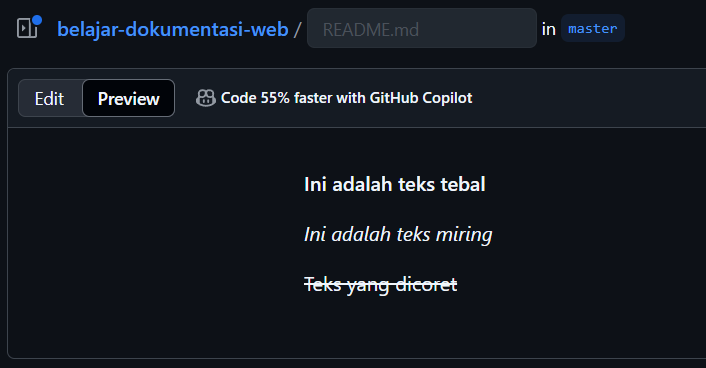 belajar-dokumentasi-web / README.md in master
Edit Preview Code 55% faster with GitHub Copilot
Ini adalah teks tebal
Ini adalah teks miring
Teks yang dicoret